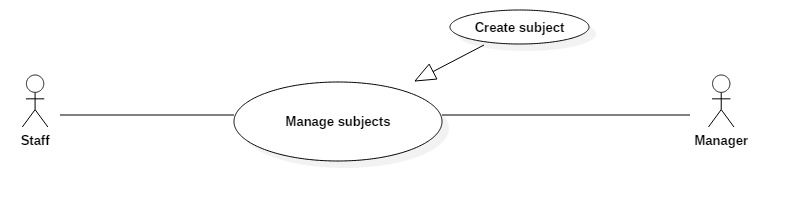 Create subject
Manage subjects
Staff
Manager